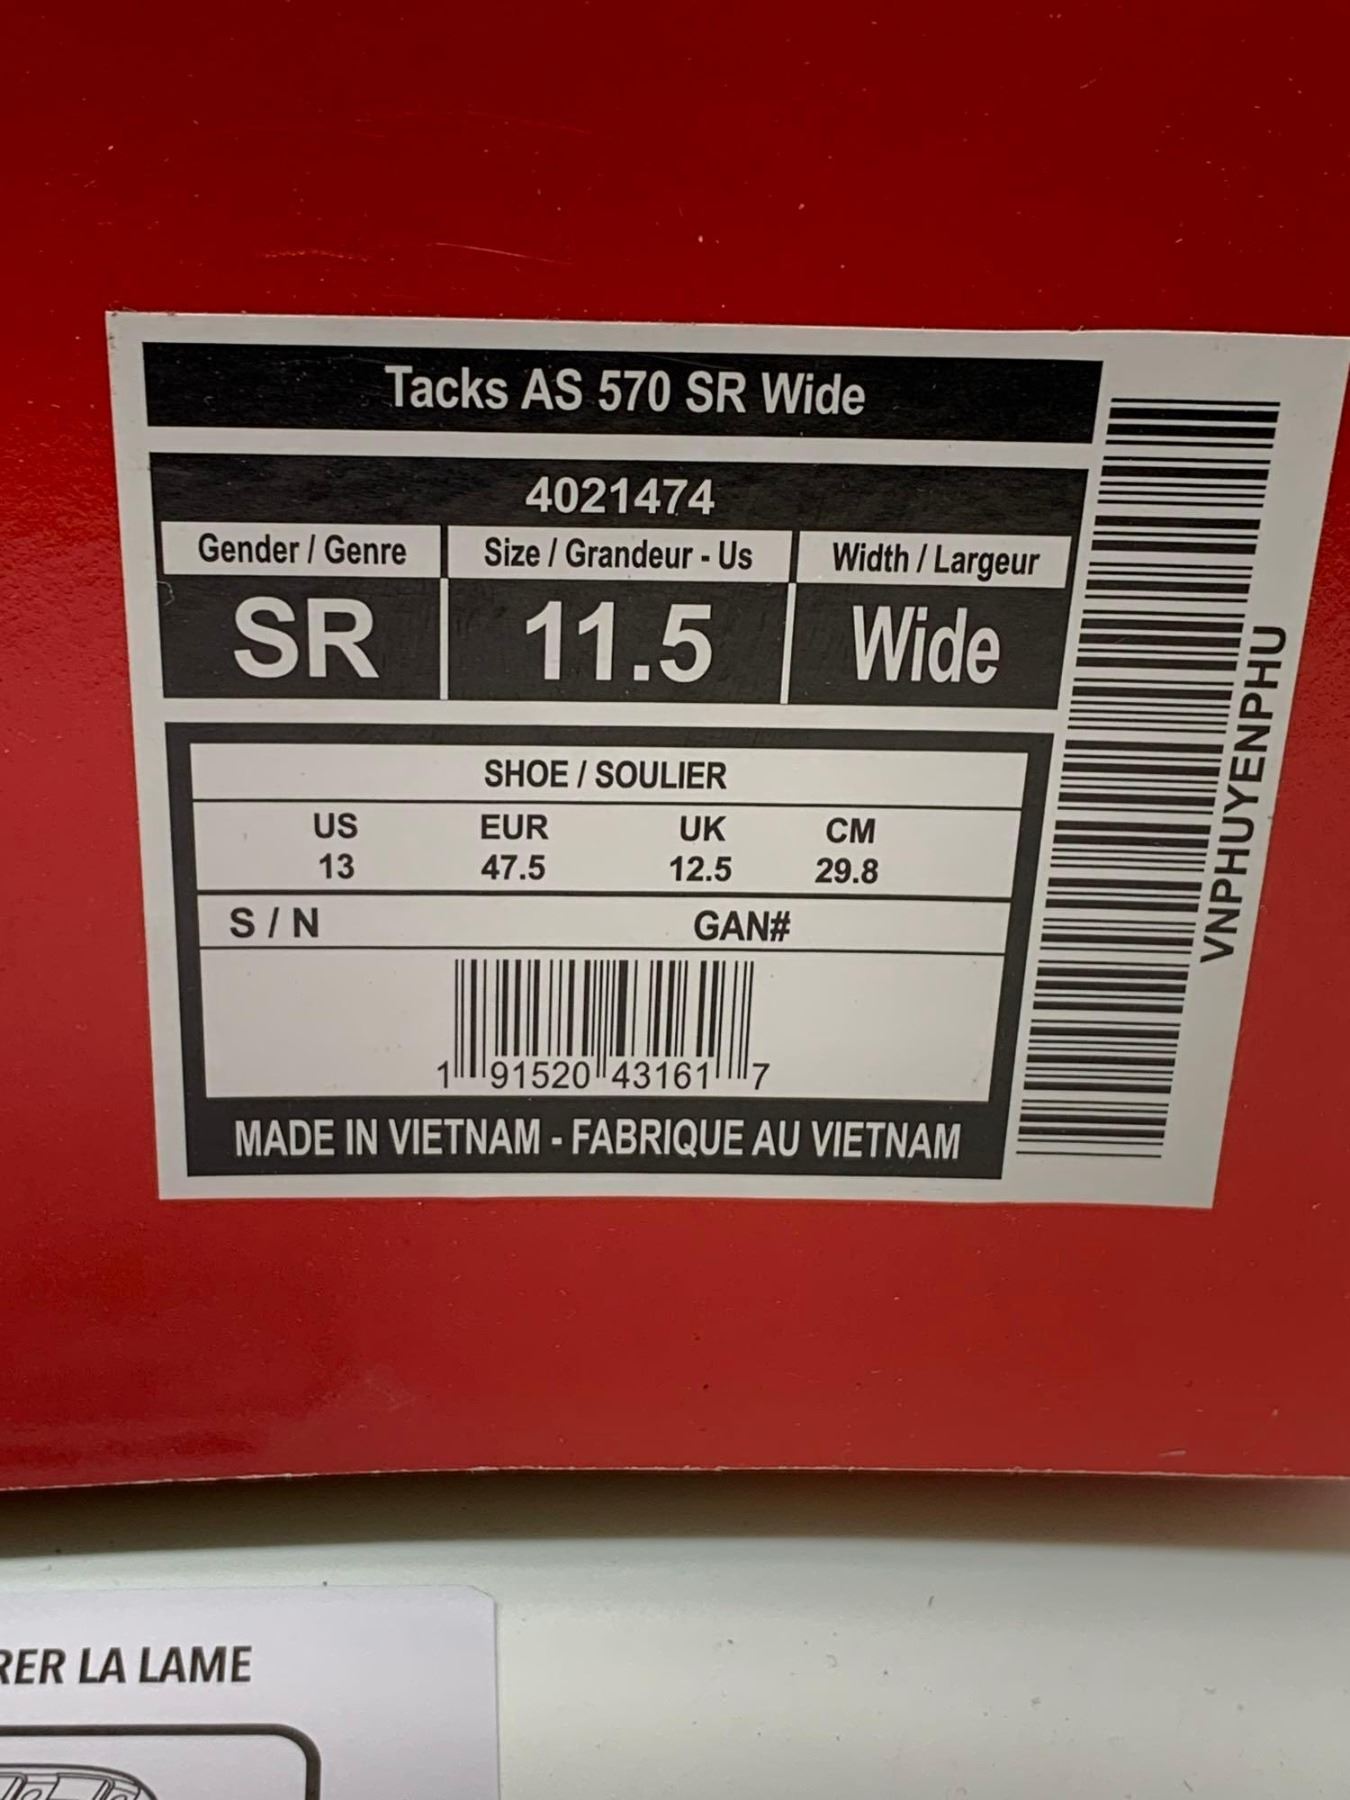 Tacks AS 570 SR Wide
4021474
Gender / Genre Size / Grandeur - Us Width / Largeur
SR 11.5 Wide
SHOE / SOULIER
US EUR UK CM
13 47.5 12.5 29.8
S / N GAN#
1 91520 43161 7
MADE IN VIETNAM - FABRIQUE AU VIETNAM
VNPHUYENPHU
LA LAME